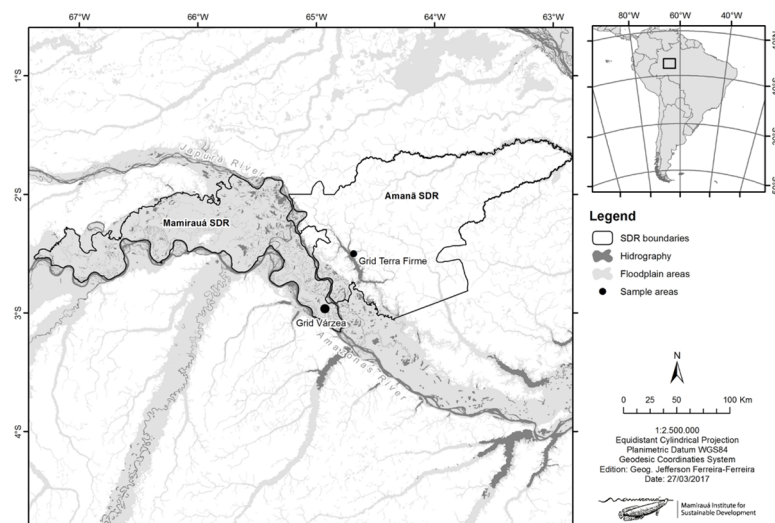 67°W
66°W
65°W
64°W
63°W
80°W
60°W
40°W
1°S
2°S
3°S
4°S
Japurá River
Mamirauá SDR
Amanã SDR
Grid Terra Firme
Grid Várzea
Amazonas River
Legend
SDR boundaries
Hidrography
Floodplain areas
Sample areas
N
0 25 50 100 Km
1:2.500.000
Equidistant Cylindrical Projection
Planimetric Datum WGS84
Geodesic Coordinaties System
Edition: Geog. Jefferson Ferreira-Ferreira
Date: 27/03/2017
Mamirauá Institute for
Sustainable Development